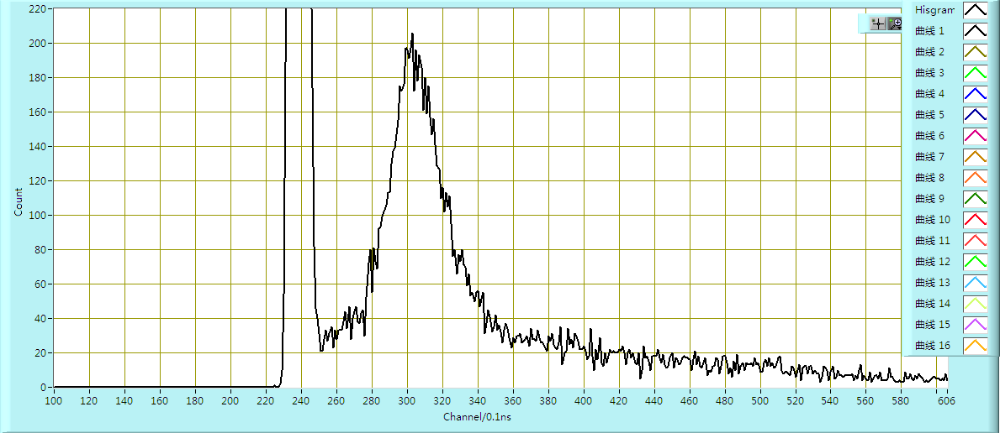 220
200
180
160
140
120
100
80
60
40
20
0
Count
100 120 140 160 180 200 220 240 260 280 300 320 340 360 380 400 420 440 460 480 500 520 540 560 580 606
Channel/0.1ns
Hisgram
曲线 1
曲线 2
曲线 3
曲线 4
曲线 5
曲线 6
曲线 7
曲线 8
曲线 9
曲线 10
曲线 11
曲线 12
曲线 13
曲线 14
曲线 15
曲线 16